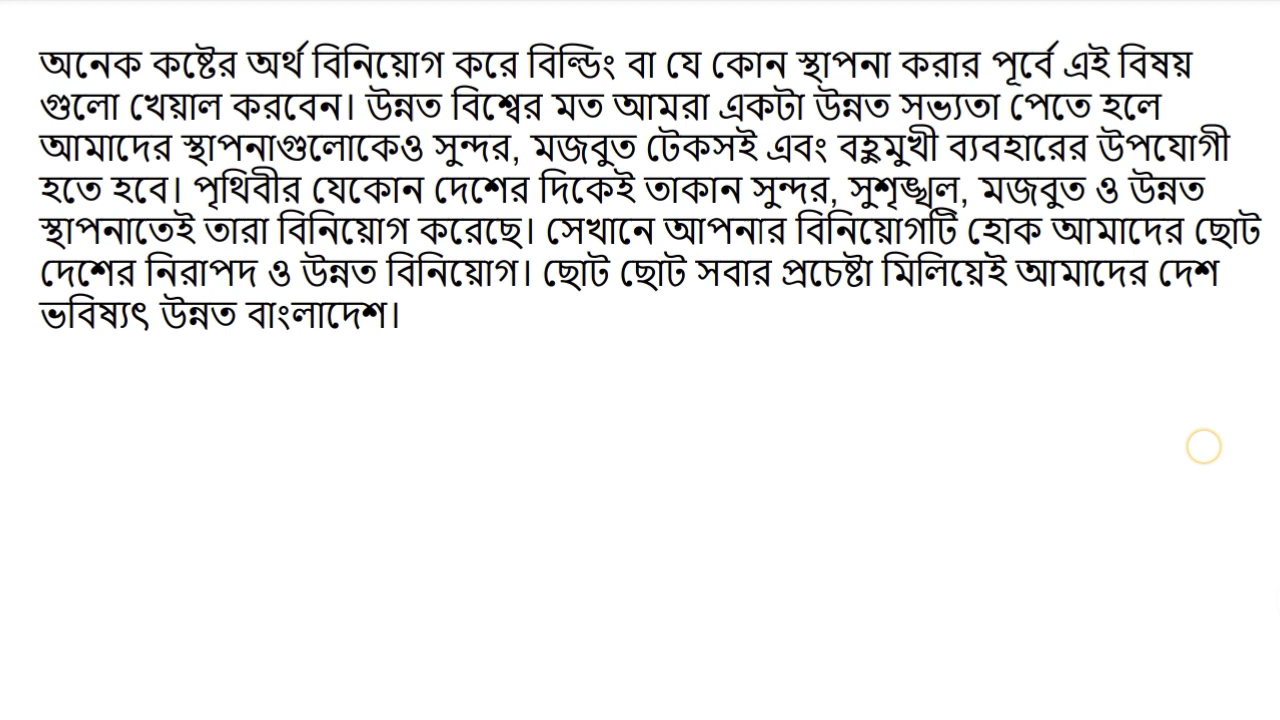 অনেক কষ্টের অর্থ বিনিয়োগ করে বিল্ডিং বা যে কোন স্থাপনা করার পূর্বে এই বিষয়
গুলো খেয়াল করবেন। উন্নত বিশ্বের মত আমরা একটা উন্নত সভ্যতা পেতে হলে
আমাদের স্থাপনাগুলোকেও সুন্দর, মজবুত টেকসই এবং বহুমুখী ব্যবহারের উপযোগী
হতে হবে। পৃথিবীর যেকোন দেশের দিকেই তাকান সুন্দর, সুশৃঙ্খল, মজবুত ও উন্নত
স্থাপনাতেই তারা বিনিয়োগ করেছে। সেখানে আপনার বিনিয়োগটি হোক আমাদের ছোট
দেশের নিরাপদ ও উন্নত বিনিয়োগ। ছোট ছোট সবার প্রচেষ্টা মিলিয়েই আমাদের দেশ
ভবিষ্যৎ উন্নত বাংলাদেশ।